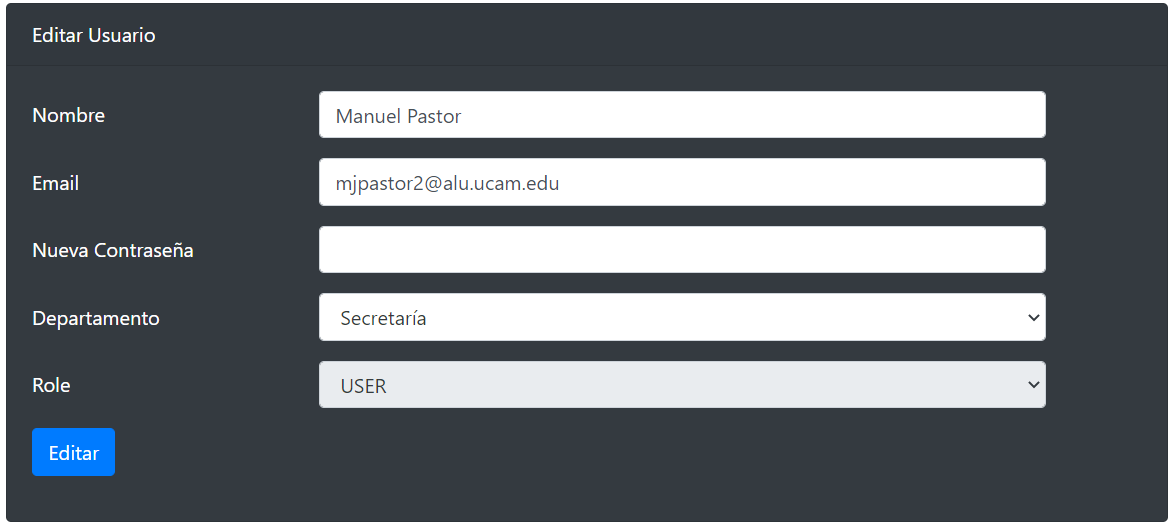 Editar Usuario
Nombre Manuel Pastor
Email mjpastor2@alu.ucam.edu
Nueva Contraseña
Departamento Secretaría
Role USER
Editar